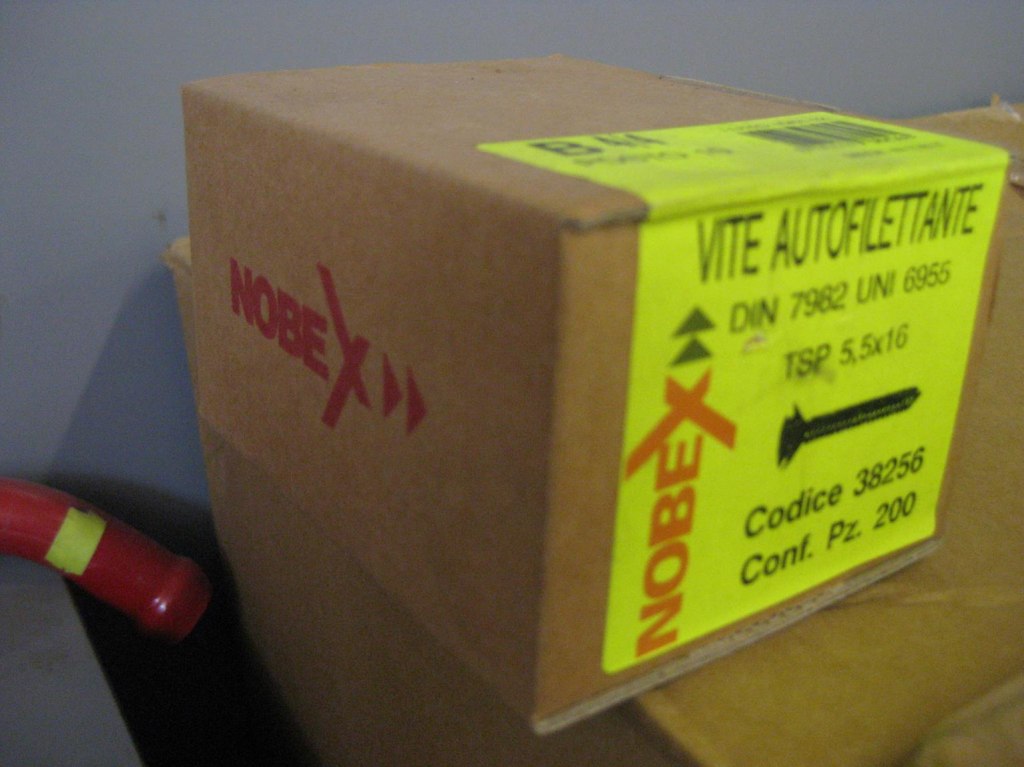 NOBEX
VITE AUTOFILETTANTE
DIN 7982 UNI 6955
TSP 5,5x16
NOBEX
Codice 38256
Conf. Pz. 200